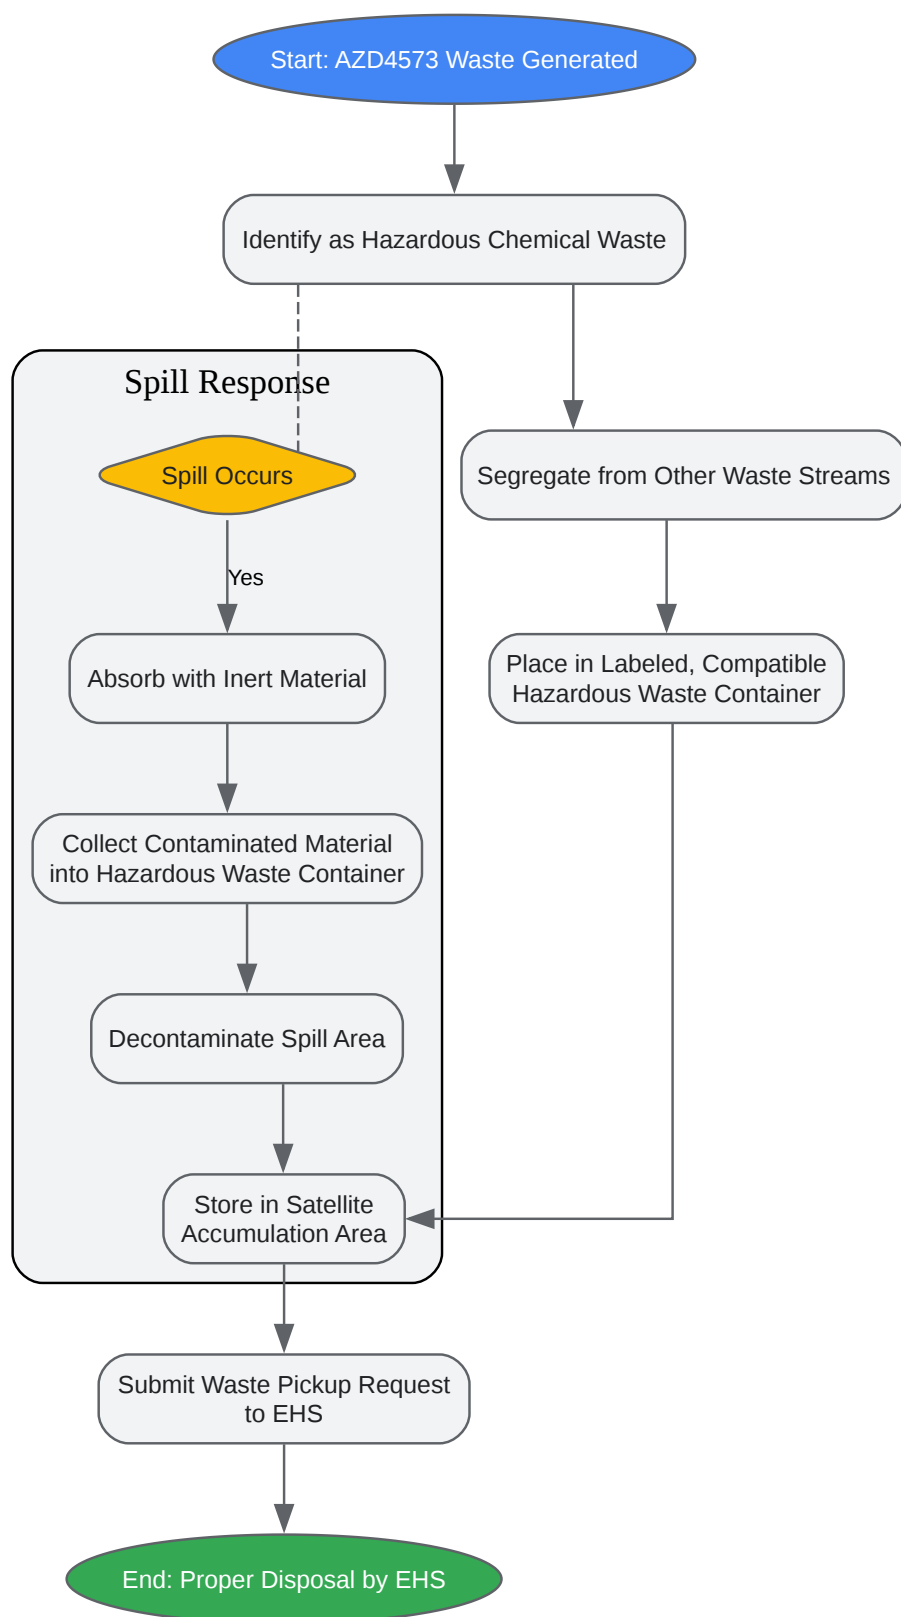 Start: AZD4573 Waste Generated
Identify as Hazardous Chemical Waste
Spill Response
Spill Occurs
Segregate from Other Waste Streams
Yes
Absorb with Inert Material
Place in Labeled, Compatible
Hazardous Waste Container
Collect Contaminated Material
into Hazardous Waste Container
Decontaminate Spill Area
Store in Satellite
Accumulation Area
Submit Waste Pickup Request
to EHS
End: Proper Disposal by EHS